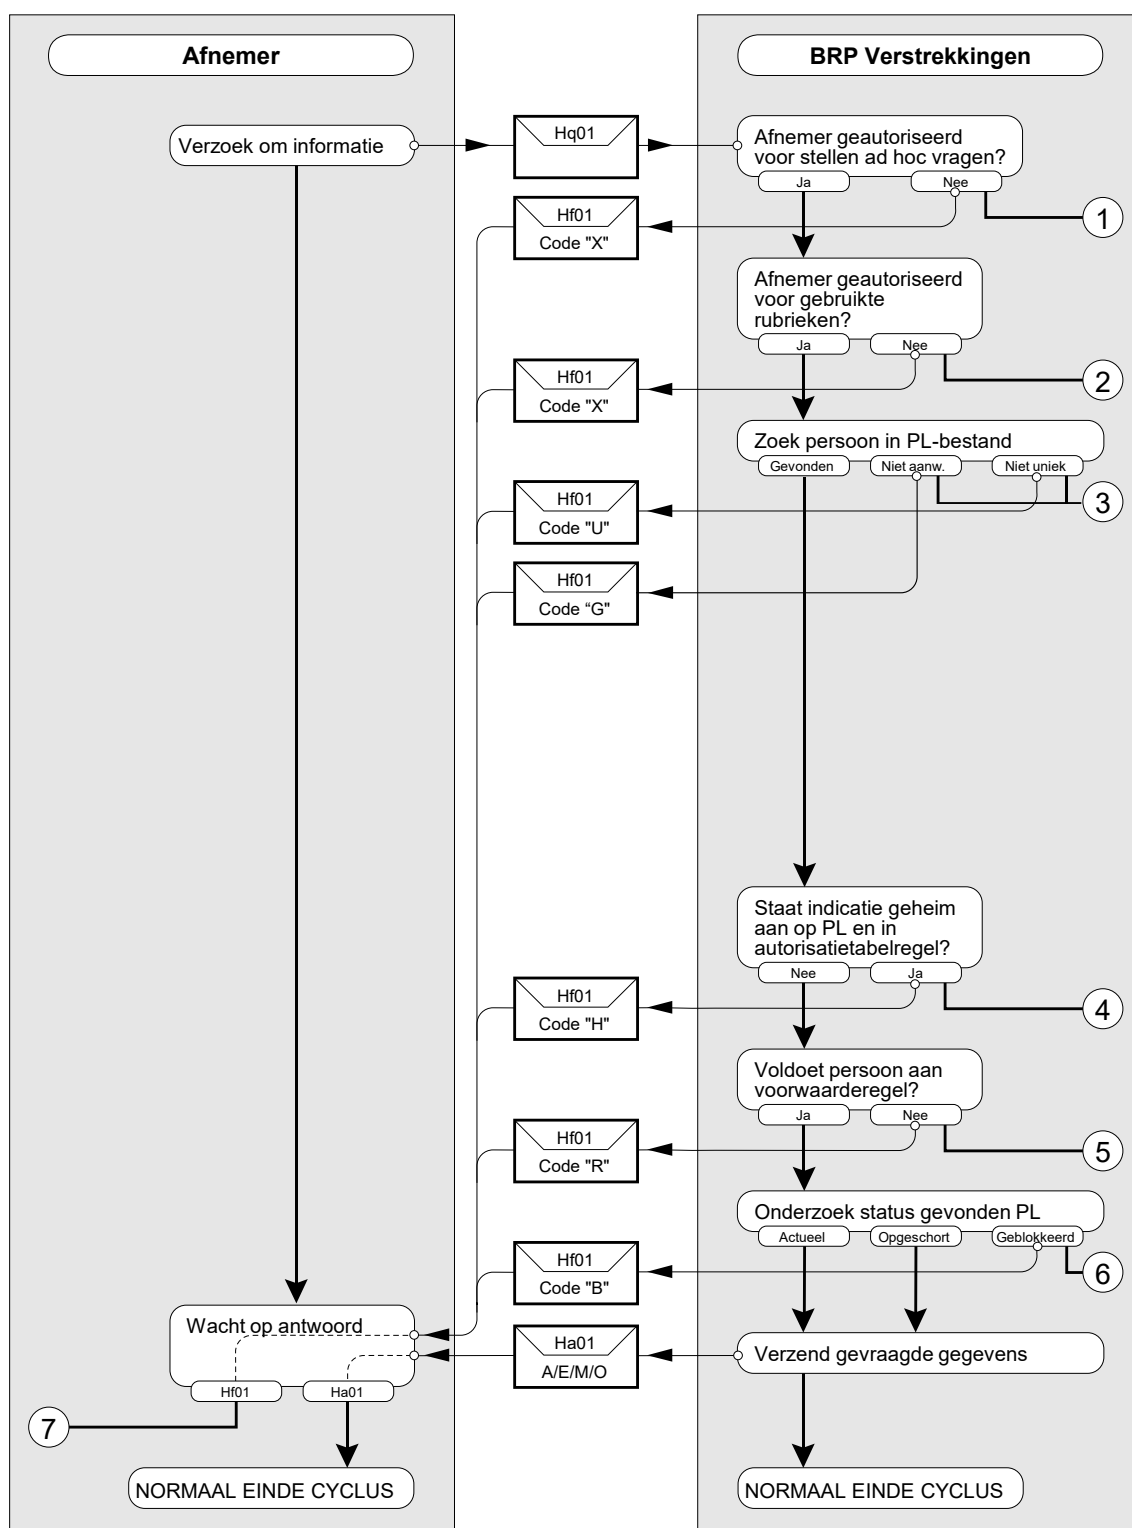 Afnemer
BRP Verstrekkingen
Verzoek om informatie
Hq01
Afnemer geautoriseerd
voor stellen ad hoc vragen?
Ja
Nee
1
Hf01
Code "X"
Afnemer geautoriseerd
voor gebruikte
rubrieken?
Ja
Nee
2
Hf01
Code "X"
Zoek persoon in PL-bestand
Gevonden
Niet aanw.
Niet uniek
3
Hf01
Code "U"
Hf01
Code “G"
Staat indicatie geheim
aan op PL en in
autorisatietabelregel?
Nee
Ja
4
Hf01
Code "H"
Voldoet persoon aan
voorwaarderegel?
Ja
Nee
5
Hf01
Code "R"
Onderzoek status gevonden PL
Actueel
Opgeschort
Geblokkeerd
6
Hf01
Code "B"
Wacht op antwoord
Hf01
Ha01
7
Ha01
A/E/M/O
Verzend gevraagde gegevens
NORMAAL EINDE CYCLUS
NORMAAL EINDE CYCLUS